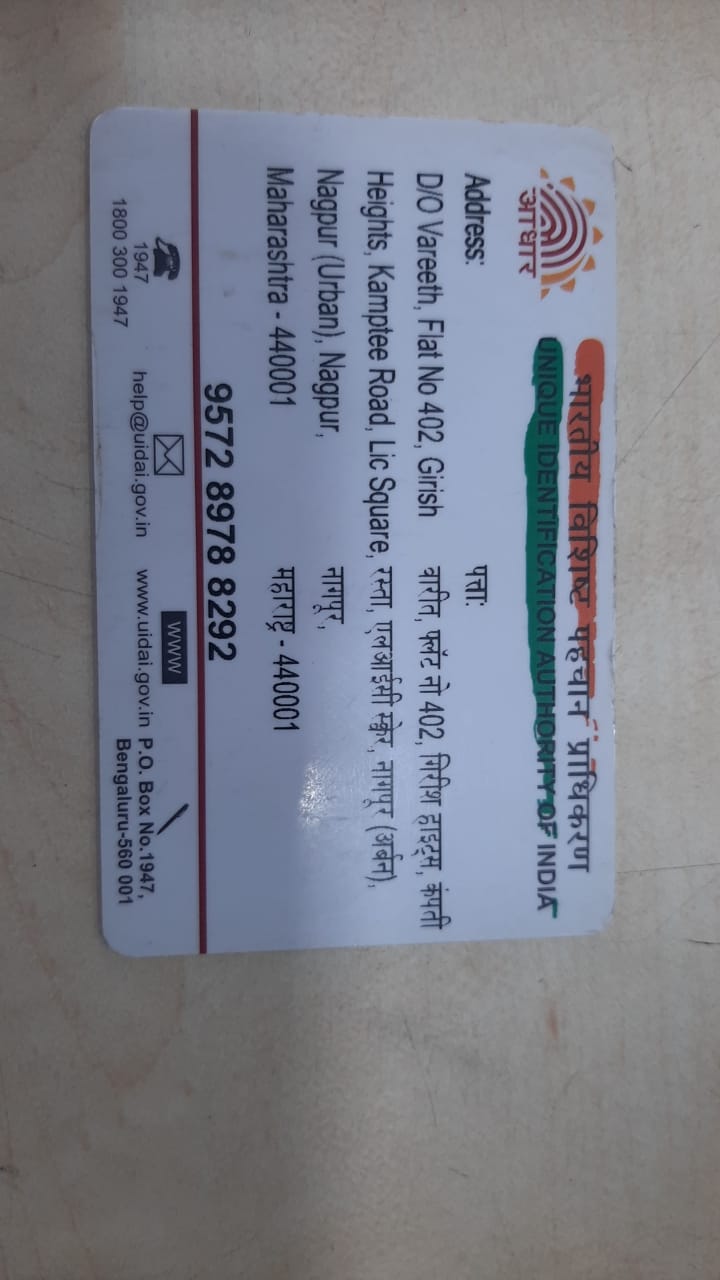 आधार
भारतीय विशिष्ट पहचान प्राधिकरण
UNIQUE IDENTIFICATION AUTHORITY OF INDIA
Address:
D/O Vareeth, Flat No 402, Girish
Heights, Kamptee Road, Lic Square,
Nagpur (Urban), Nagpur,
Maharashtra - 440001
पत्ता:
वारीत, फ्लॅट नो 402, गिरीश हाइट्स, कंपती
रस्ता, एलआईसी स्क्वेर, नागपूर (अर्बन),
नागपूर,
महाराष्ट्र - 440001
9572 8978 8292
1947
1800 300 1947
help@uidai.gov.in
www
www.uidai.gov.in
P.O. Box No.1947,
Bengaluru-560 001